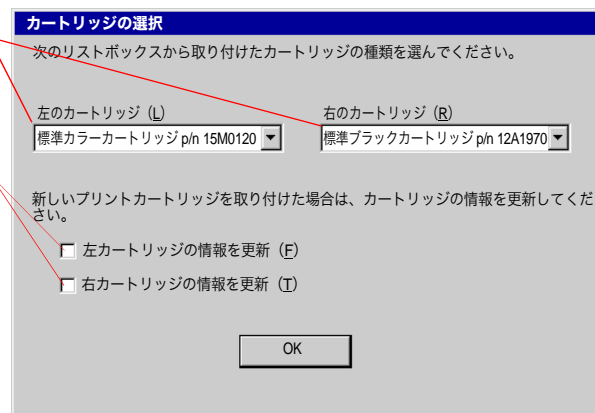 カートリッジの選択
次のリストボックスから取り付けたカートリッジの種類を選んでください。
左のカートリッジ（L） 右のカートリッジ（R）
標準カラーカートリッジ p/n 15M0120 標準ブラックカートリッジ p/n 12A1970
新しいプリントカートリッジを取り付けた場合は、カートリッジの情報を更新してくだ
さい。
左カートリッジの情報を更新（F）
右カートリッジの情報を更新（T）
OK